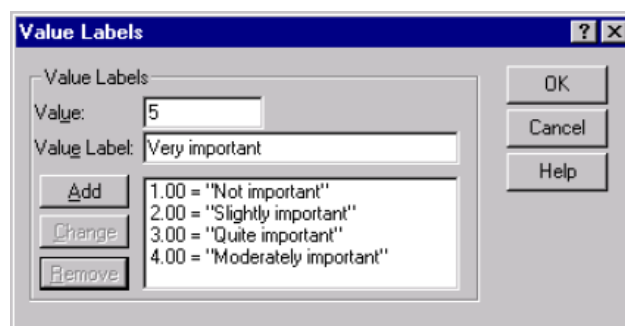 Value Labels
? X
Value Labels
Value: 5
Value Label: Very important
Add
Change
Remove
1.00 = "Not important"
2.00 = "Slightly important"
3.00 = "Quite important"
4.00 = "Moderately important"
OK
Cancel
Help